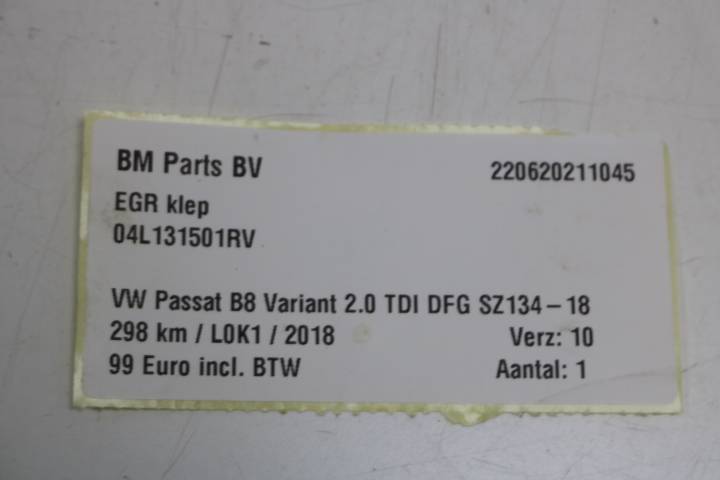 BM Parts BV 220620211045
EGR klep
04L131501RV
VW Passat B8 Variant 2.0 TDI DFG SZ134-18
298 km / L0K1 / 2018 Verz: 10
99 Euro incl. BTW Aantal: 1